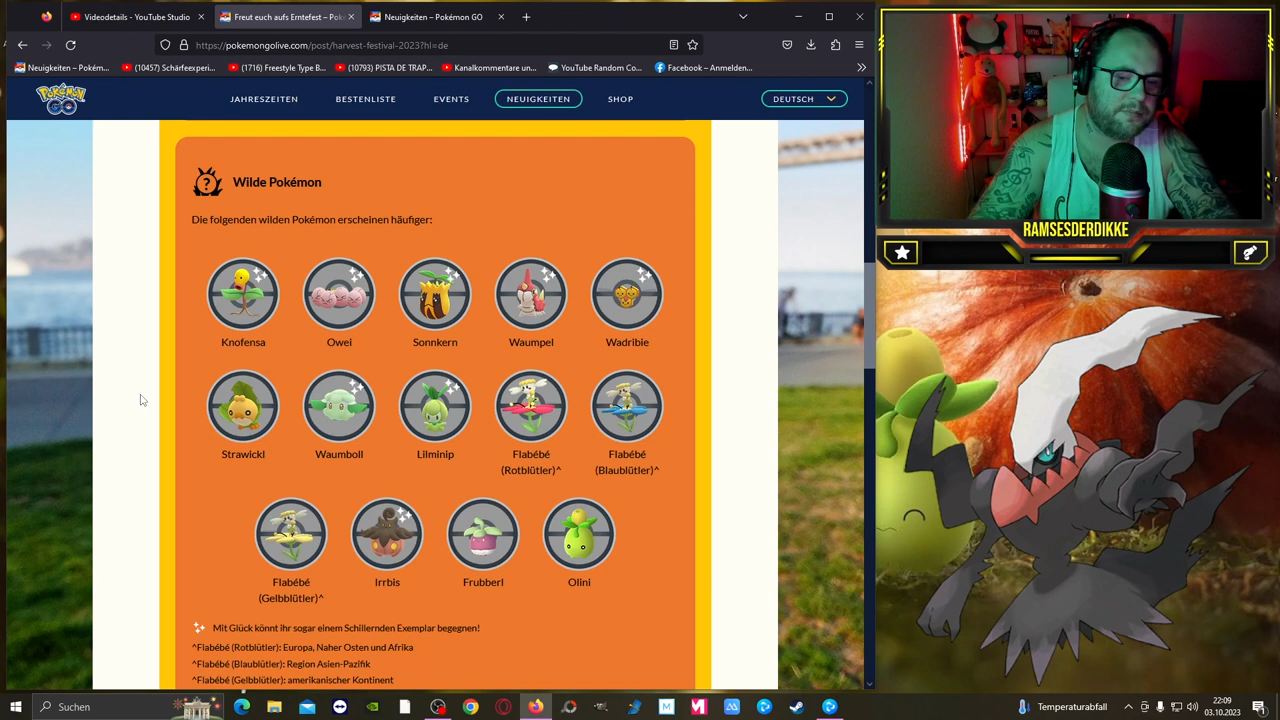 Videodetails - YouTube Studio
Freut euch aufs Erntefest – Pok
Neuigkeiten – Pokémon GO
https://pokemongolive.com/post/harvest-festival-2023?hl=de
Neuigkeiten – Pokém...
(10457) Schärfeexperi...
(1716) Freestyle Type B...
(10793) PISTA DE TRAP...
Kanalkommentare un...
YouTube Random Co...
Facebook – Anmelden...
POKÉMON GO
JAHRESZEITEN
BESTENLISTE
EVENTS
NEUIGKEITEN
SHOP
DEUTSCH
Wilde Pokémon
Die folgenden wilden Pokémon erscheinen häufiger:
Knofensa
Owei
Sonnkern
Waumpel
Wadribie
Strawickl
Waumboll
Lilminip
Flabébé (Rotblütler)^
Flabébé (Blaublütler)^
Flabébé (Gelbblütler)^
Irrbis
Frubberl
Olini
Mit Glück könnt ihr sogar einem Schillernden Exemplar begegnen!
^Flabébé (Rotblütler): Europa, Naher Osten und Afrika
^Flabébé (Blaublütler): Region Asien-Pazifik
^Flabébé (Gelbblütler): amerikanischer Kontinent
RAMSESDERDIKKE
Suchen
Temperaturabfall
22:09
03.10.2023